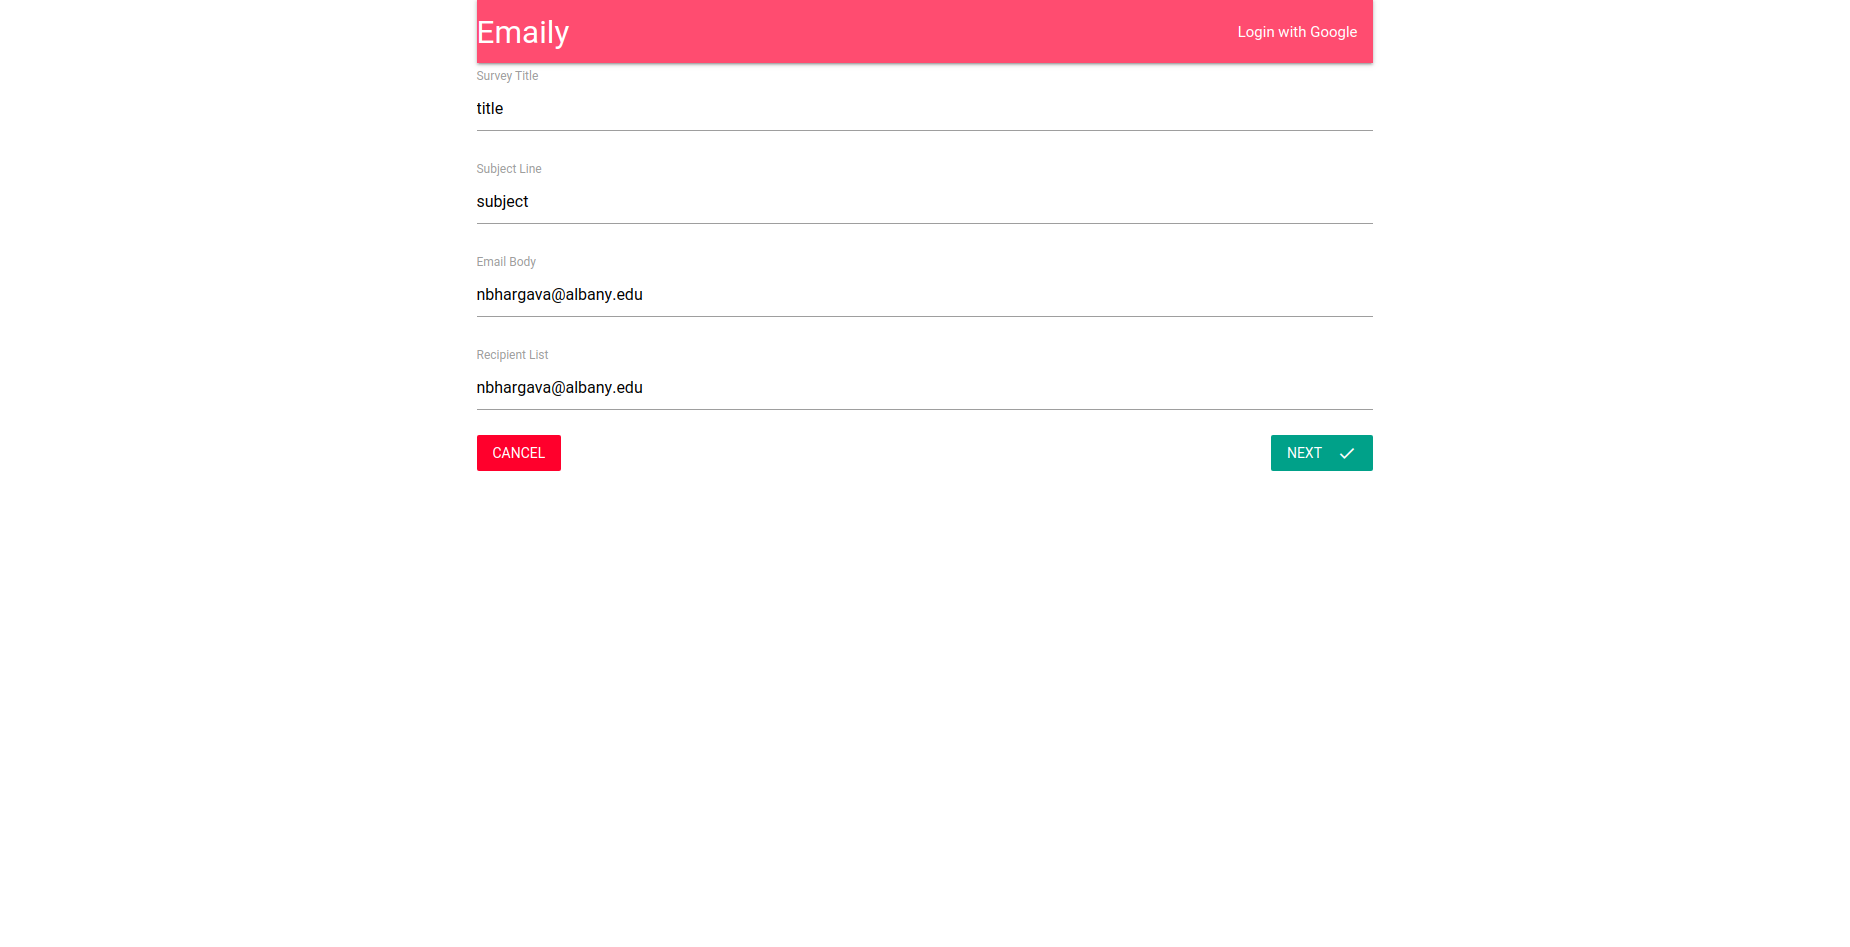 Emaily
Login with Google
Survey Title
title
Subject Line
subject
Email Body
nbhargava@albany.edu
Recipient List
nbhargava@albany.edu
CANCEL
NEXT